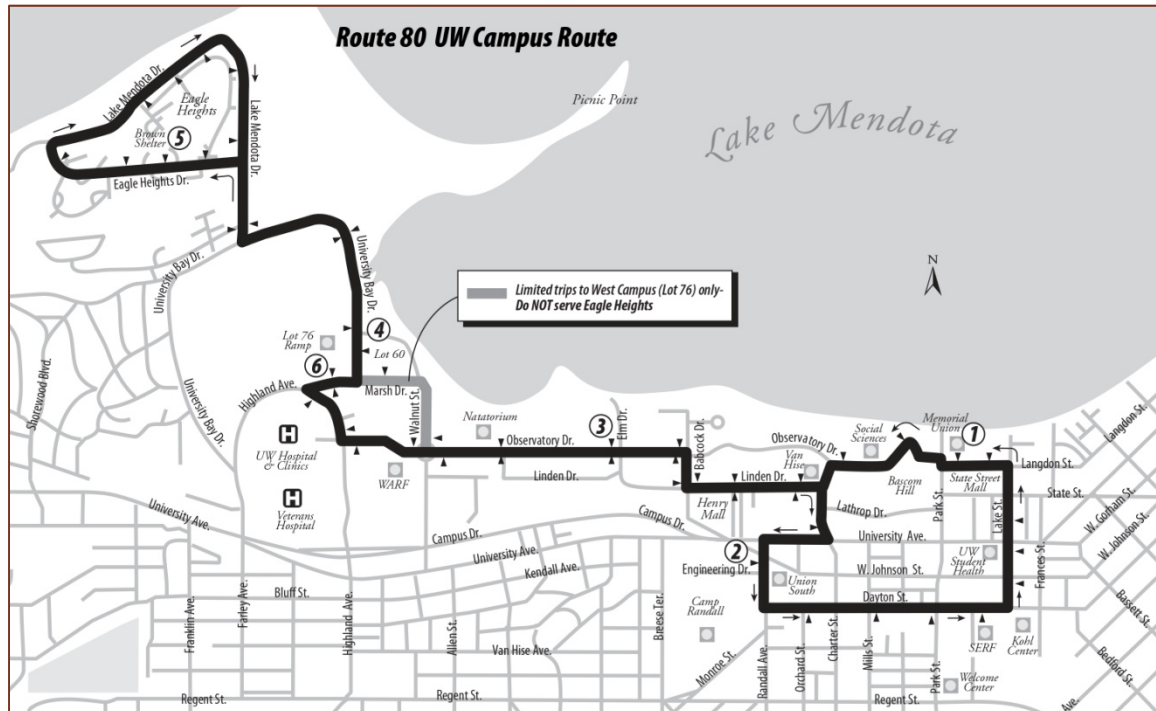 Route 80 UW Campus Route
Picnic Point
Lake Mendota
N
Lake Mendota Dr.
Eagle
Heights
Brown
Shelter
5
Lake Mendota Dr.
Eagle Heights Dr.
University Bay Dr.
University Bay Dr.
University Bay Dr.
Limited trips to West Campus (Lot 76) only-
Do NOT serve Eagle Heights
4
Lot 76
Ramp
Lot 60
6
Highland Ave.
Marsh Dr.
Walnut St.
Shorewood Blvd.
H
UW Hospital
& Clinics
H
Veterans
Hospital
WARF
Natatorium
Observatory Dr.
3
Elm Dr.
Linden Dr.
Babcock Dr.
Linden Dr.
Henry
Mall
Van
Hise
Observatory Dr.
Social
Sciences
Memorial
Union
1
Bascom
Hill
Langdon St.
Langdon St.
State Street
Mall
State St.
Park St.
Lake St.
Lathrop Dr.
University Ave.
W. Gorham St.
W. Johnson St.
Frances St.
Bassett St.
Bedford St.
University Ave.
Campus Dr.
Campus Dr.
University Ave.
Kendall Ave.
2
Engineering Dr.
Union
South
W. Johnson St.
UW
Student
Health
Dayton St.
Bluff St.
Franklin Ave.
Farley Ave.
Highland Ave.
Allen St.
Van Hise Ave.
Breese Ter.
Camp
Randall
Monroe St.
Randall Ave.
Orchard St.
Charter St.
Mills St.
Park St.
SERF
Kohl
Center
Welcome
Center
Regent St.
Regent St.
Regent St.
Ave.